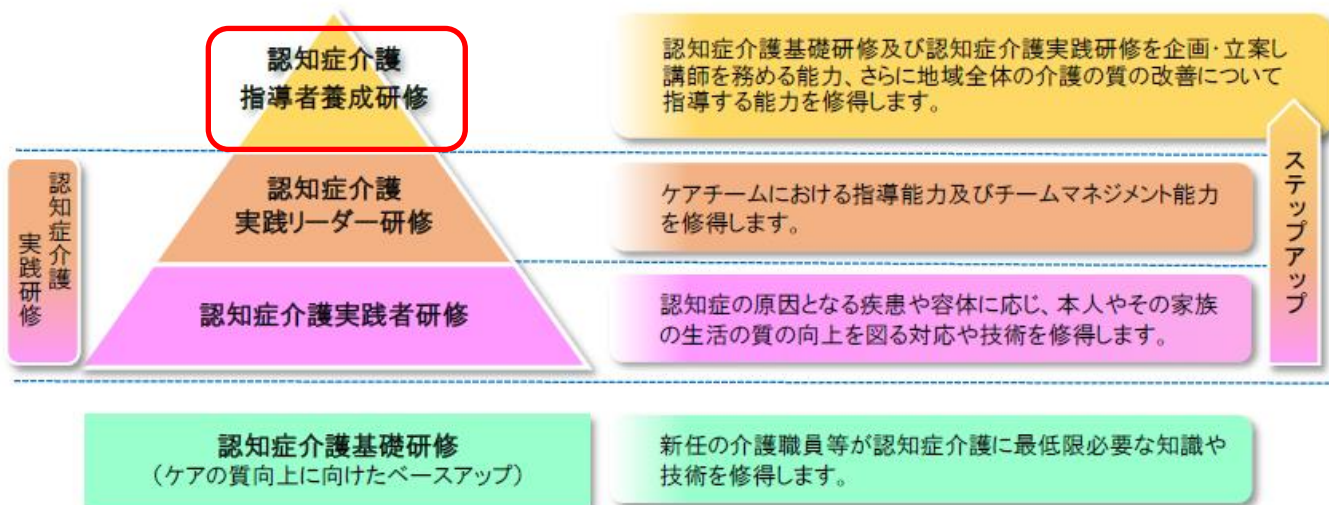 認知症介護
指導者養成研修
認知症介護基礎研修及び認知症介護実践研修を企画・立案し
講師を務める能力、さらに地域全体の介護の質の改善について
指導する能力を修得します。
認知症介護
実践研修
認知症介護
実践リーダー研修
ケアチームにおける指導能力及びチームマネジメント能力
を修得します。
ステップアップ
認知症介護実践者研修
認知症の原因となる疾患や容体に応じ、本人やその家族
の生活の質の向上を図る対応や技術を修得します。
認知症介護基礎研修
（ケアの質向上に向けたベースアップ）
新任の介護職員等が認知症介護に最低限必要な知識や
技術を修得します。